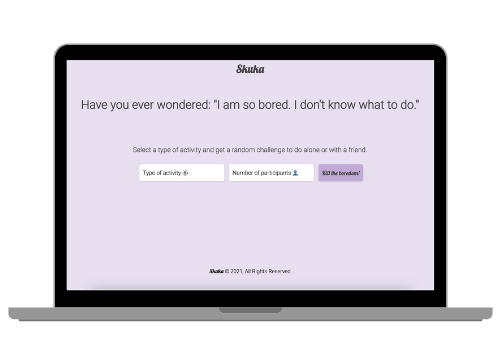 Skuka
Have you ever wondered: "I am so bored. I don't know what to do."
Select a type of activity and get a random challenge to do alone or with a friend.
Type of activity
Number of participants
Kill the boredom!
Skuka © 2021, All Rights Reserved